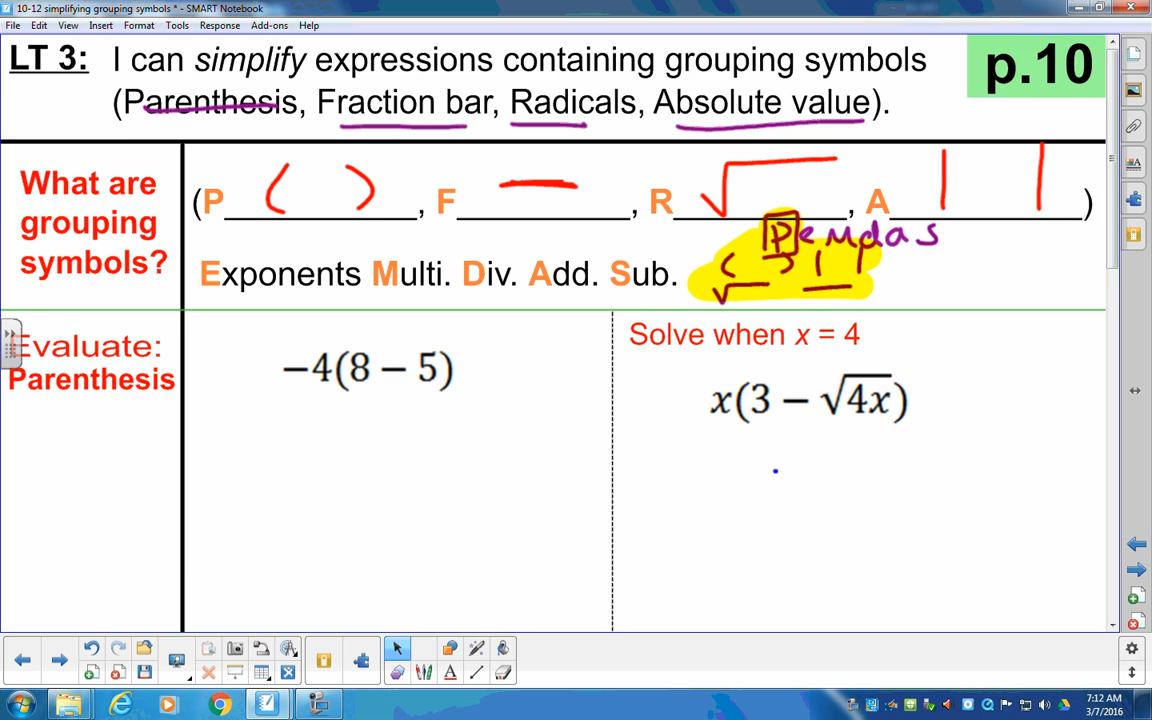 10-12 simplifying grouping symbols * - SMART Notebook
File Edit View Insert Format Tools Response Add-ons Help
LT 3: I can simplify expressions containing grouping symbols
(Parenthesis, Fraction bar, Radicals, Absolute value).
p.10
What are
grouping
symbols?
(P ( ), F —, R √, A | |)
Pemdas
Exponents Multi. Div. Add. Sub.
Evaluate:
Parenthesis
−4(8 − 5)
Solve when x = 4
x(3 − √4x)
7:12 AM
3/7/2016